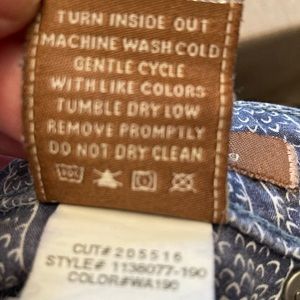 TURN INSIDE OUT
MACHINE WASH COLD
GENTLE CYCLE
WITH LIKE COLORS
TUMBLE DRY LOW
REMOVE PROMPTLY
DO NOT DRY CLEAN
CUT# 205516
STYLE# 1138077-190
COLOR#WA190